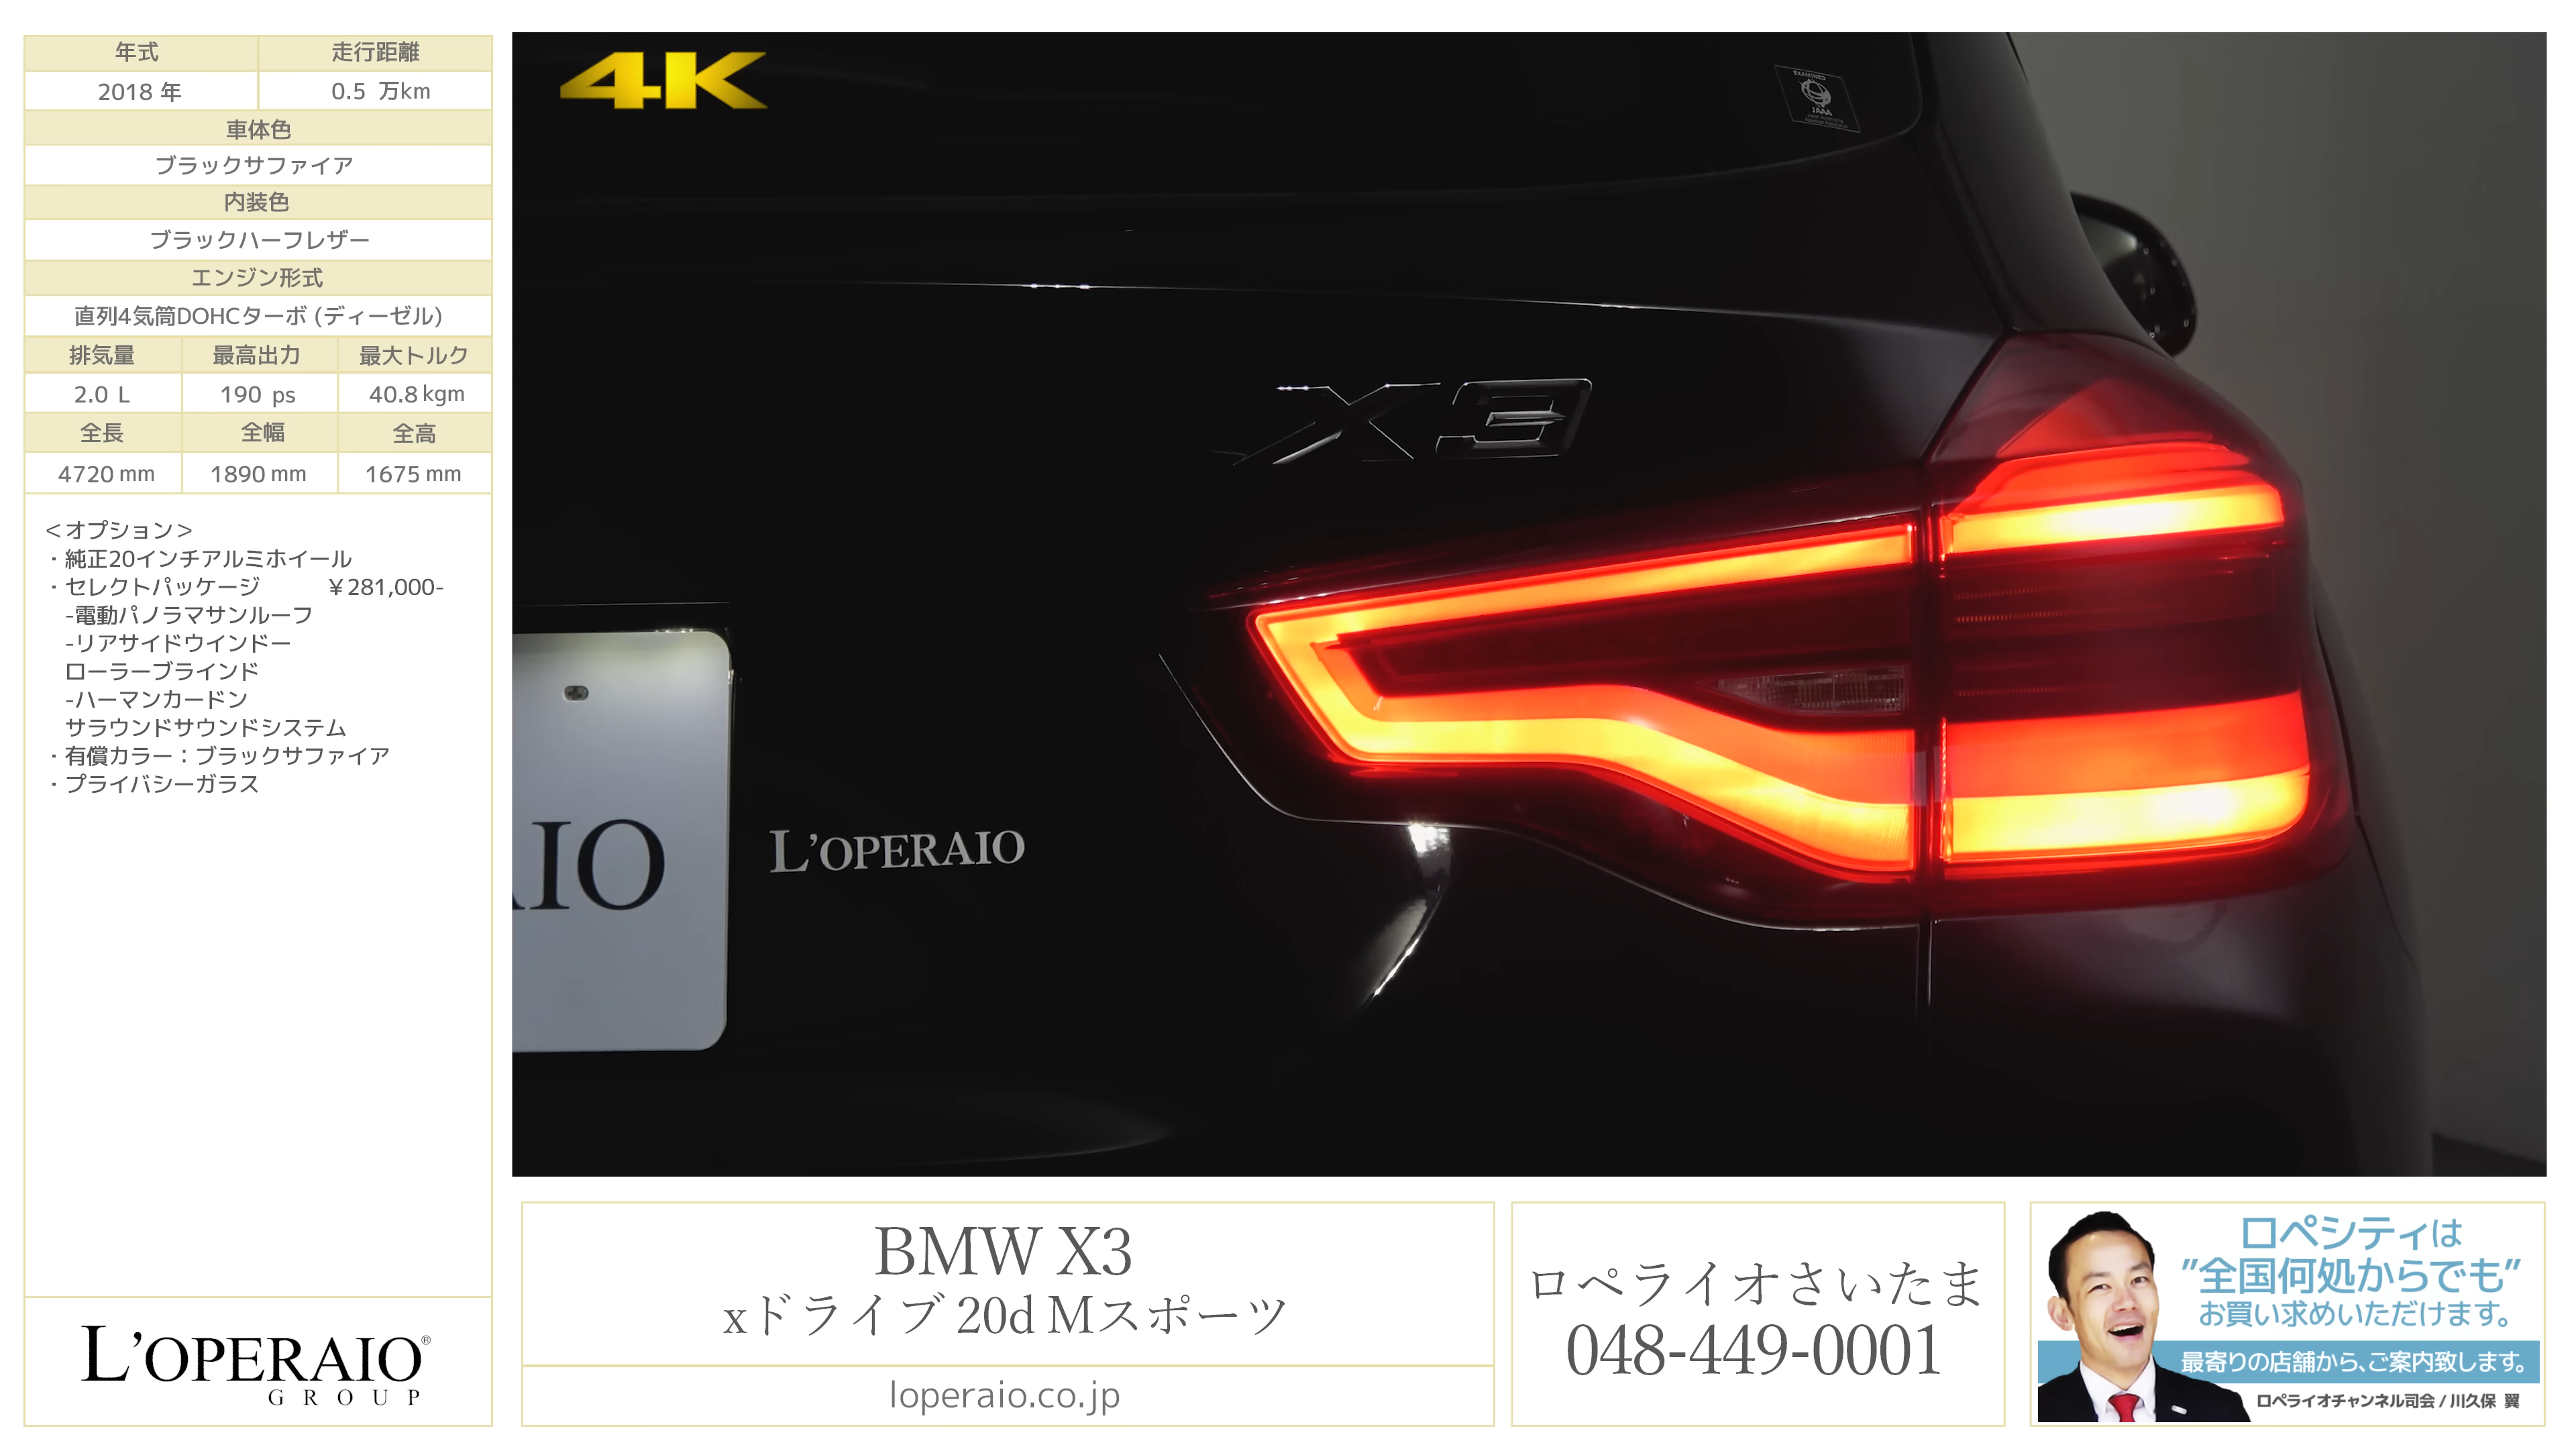 年式 走行距離
2018 年 0.5 万km
車体色
ブラックサファイア
内装色
ブラックハーフレザー
エンジン形式
直列4気筒DOHCターボ (ディーゼル)
排気量 最高出力 最大トルク
2.0 L 190 ps 40.8 kgm
全長 全幅 全高
4720 mm 1890 mm 1675 mm
＜オプション＞
・純正20インチアルミホイール
・セレクトパッケージ ￥281,000-
-電動パノラマサンルーフ
-リアサイドウインドー
ローラーブラインド
-ハーマンカードン
サラウンドサウンドシステム
・有償カラー：ブラックサファイア
・プライバシーガラス
L'OPERAIO®
GROUP
4K
EXAMINED
JAAA
X3
AIO
L'OPERAIO
BMW X3
xドライブ 20d Mスポーツ
loperaio.co.jp
ロペライオさいたま
048-449-0001
ロペシティは
”全国何処からでも”
お買い求めいただけます。
最寄りの店舗から、ご案内致します。
ロペライオチャンネル司会 / 川久保 翼